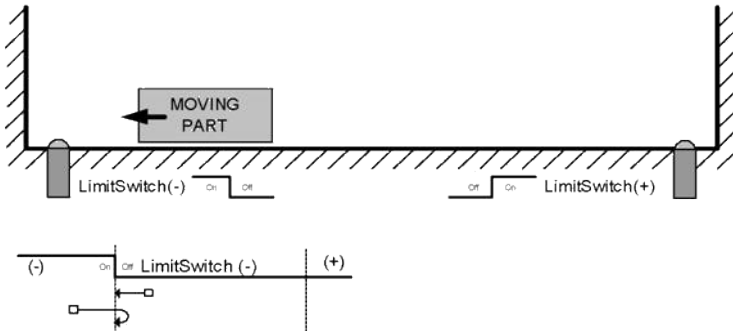 MOVING
PART
LimitSwitch(-) On Off Off On LimitSwitch(+)
(-) On Off LimitSwitch (-) (+)